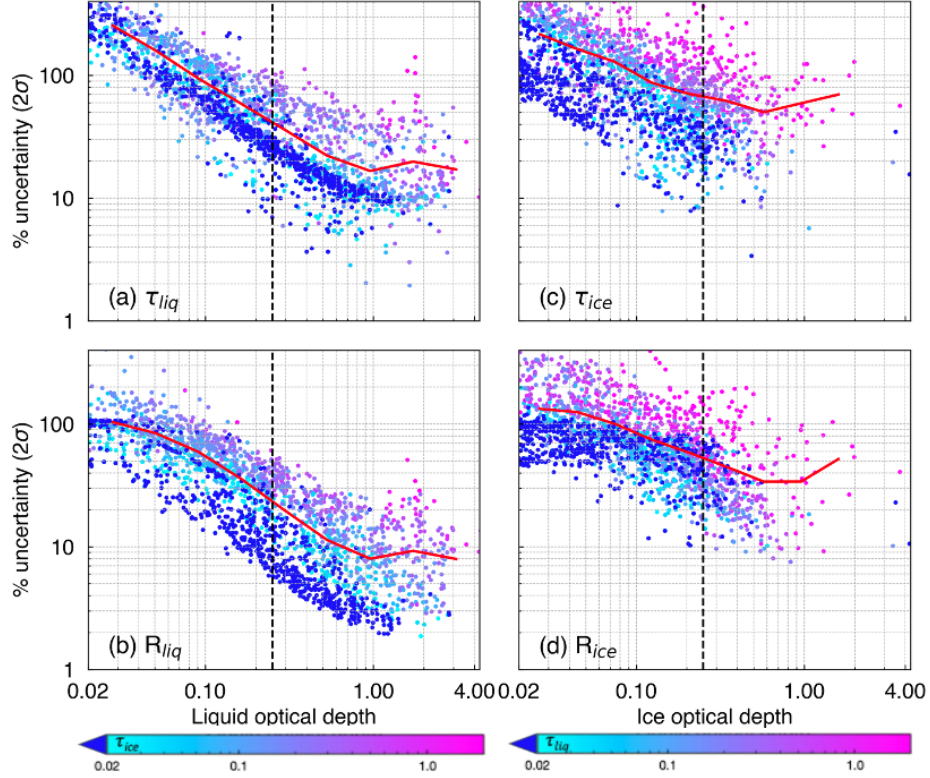 % uncertainty (2σ)
100
10
1
(a) τliq
(c) τice
% uncertainty (2σ)
100
10
1
(b) Rliq
(d) Rice
0.02 0.10 1.00 4.00 0.02 0.10 1.00 4.00
Liquid optical depth Ice optical depth
τice τliq
0.02 0.1 1.0 0.02 0.1 1.0